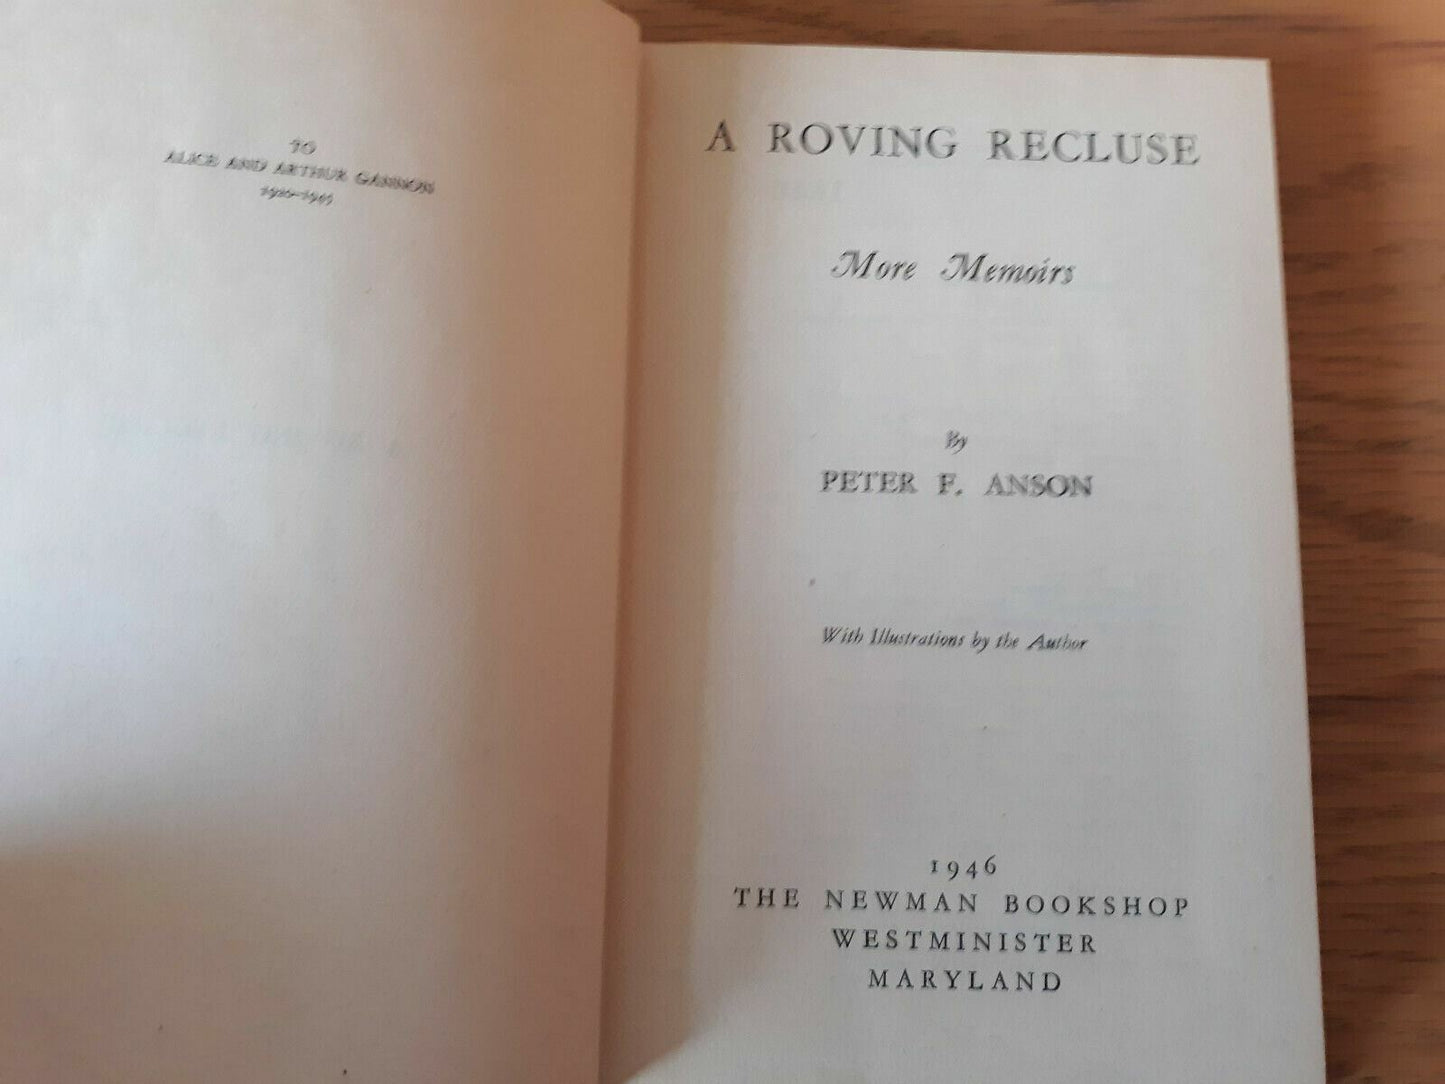 TO
ALICE AND ARTHUR GANNON
A ROVING RECLUSE
More Memoirs
By
PETER F. ANSON
With Illustrations by the Author
1946
THE NEWMAN BOOKSHOP
WESTMINISTER
MARYLAND